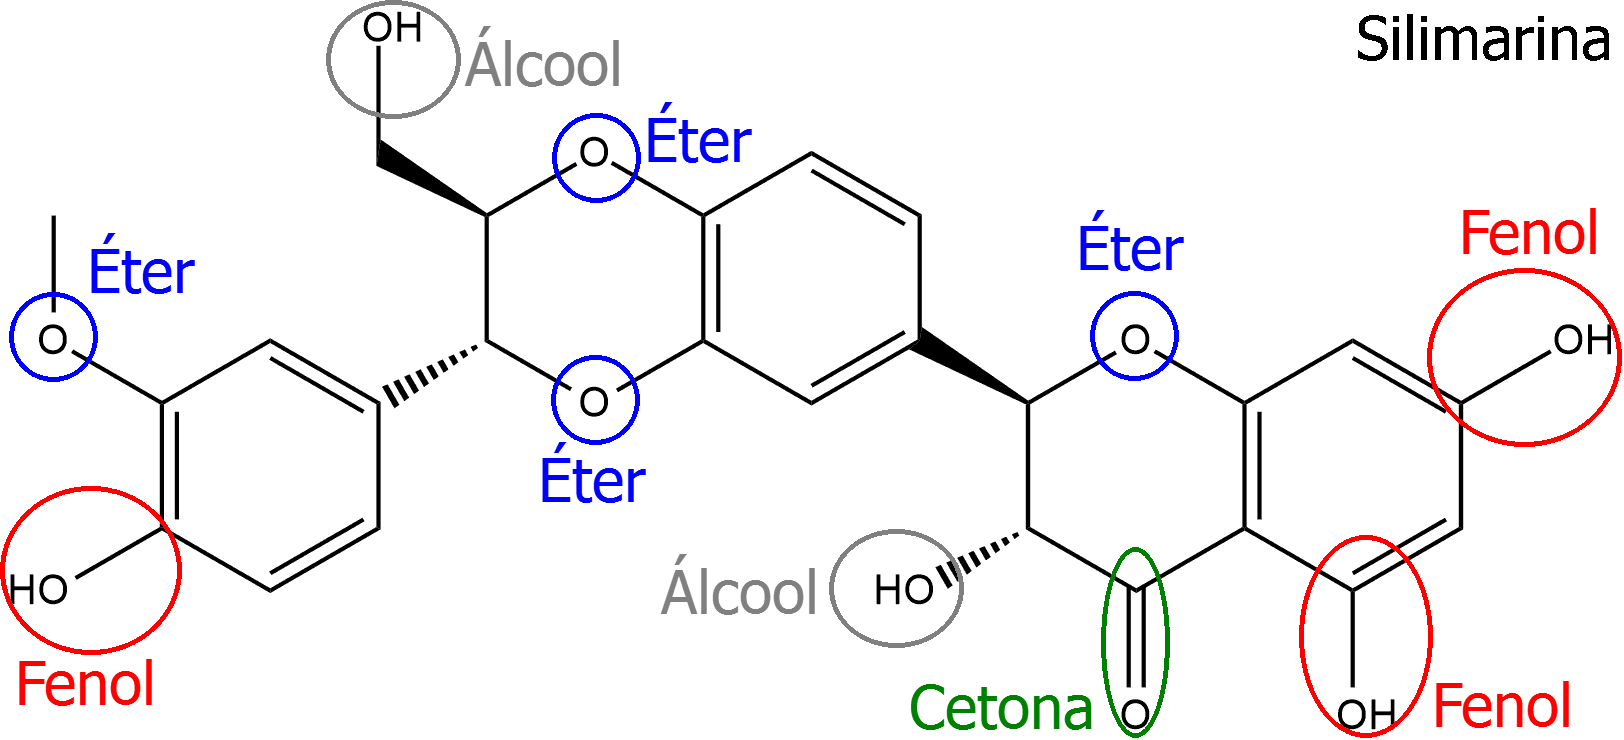 Silimarina
OH
Álcool
O
Éter
Fenol
Éter
Éter
O
O
OH
O
Éter
Álcool
HO
HO
Fenol
Cetona
O
OH
Fenol